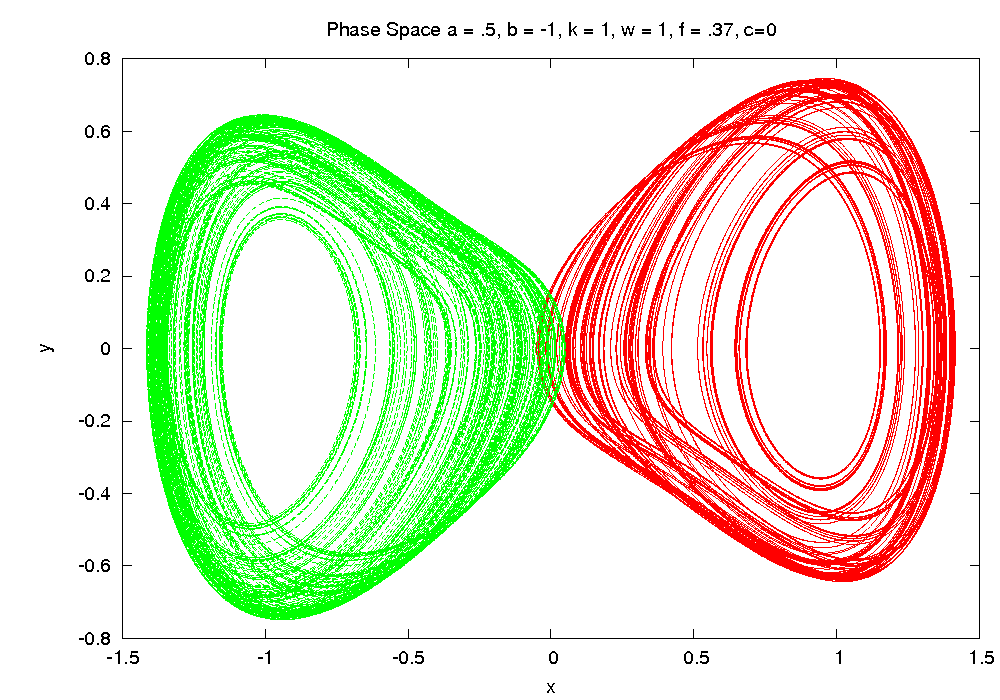 Phase Space a = .5, b = -1, k = 1, w = 1, f = .37, c=0
0.8
0.6
0.4
0.2
0
-0.2
-0.4
-0.6
-0.8
y
-1.5 -1 -0.5 0 0.5 1 1.5
x